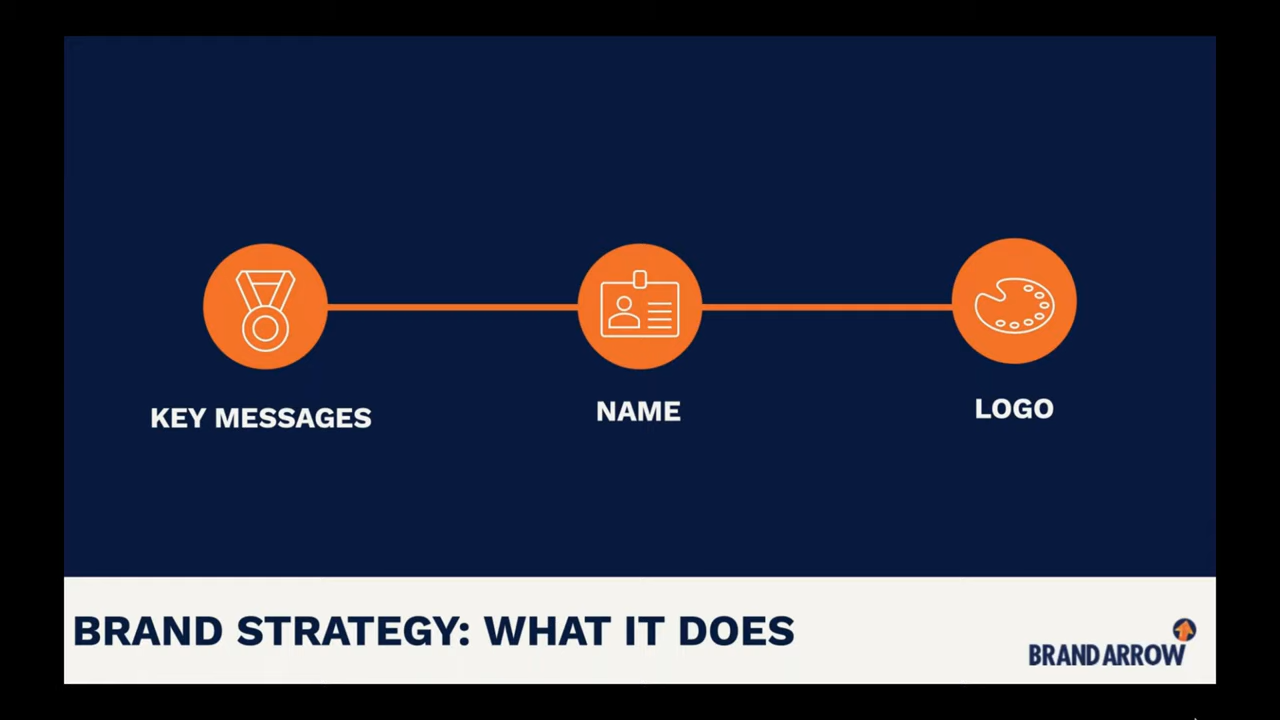 KEY MESSAGES
NAME
LOGO
BRAND STRATEGY: WHAT IT DOES
BRAND ARROW